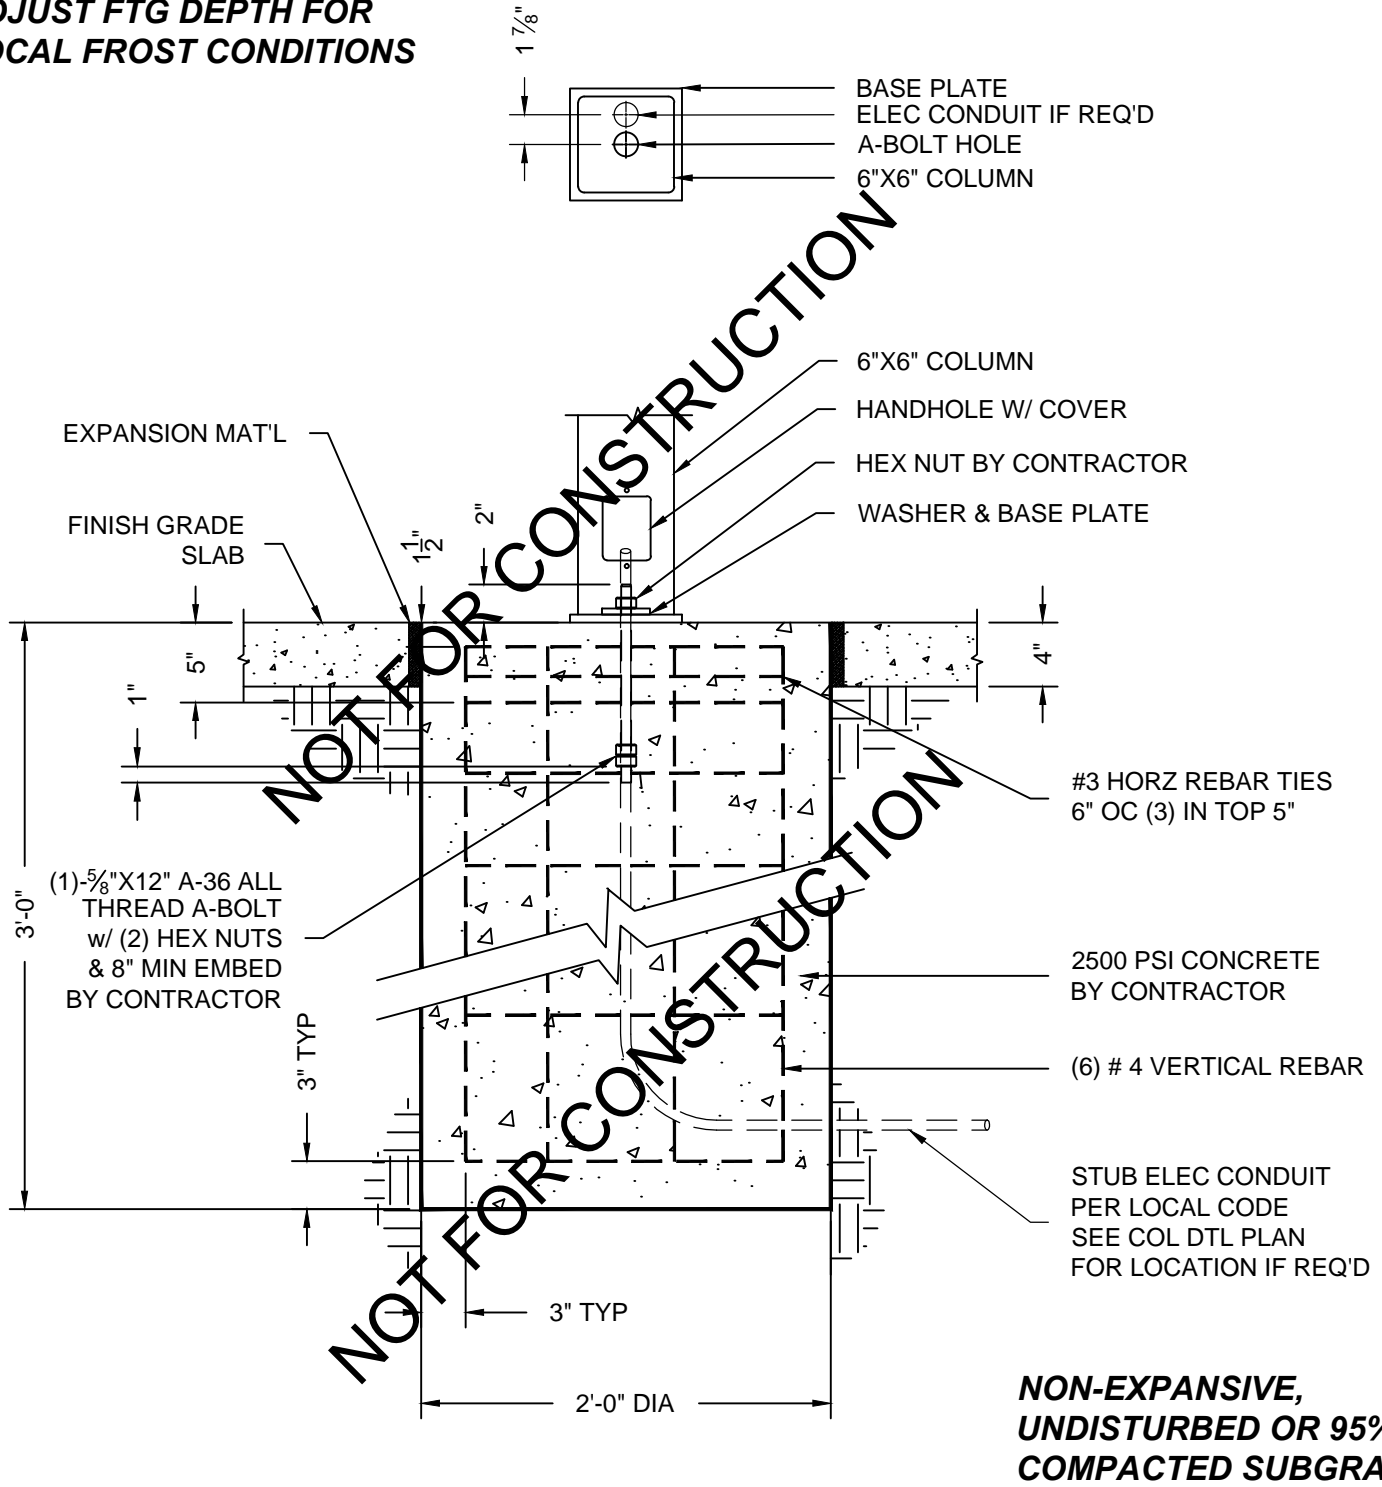 DJUST FTG DEPTH FOR
OCAL FROST CONDITIONS
1 7/8"
BASE PLATE
ELEC CONDUIT IF REQ'D
A-BOLT HOLE
6"X6" COLUMN
NOT FOR CONSTRUCTION
6"X6" COLUMN
HANDHOLE W/ COVER
HEX NUT BY CONTRACTOR
WASHER & BASE PLATE
EXPANSION MAT'L
FINISH GRADE
SLAB
1 1/2"
2"
5"
1"
4"
3'-0"
#3 HORZ REBAR TIES
6" OC (3) IN TOP 5"
(1)-5/8"X12" A-36 ALL
THREAD A-BOLT
w/ (2) HEX NUTS
& 8" MIN EMBED
BY CONTRACTOR
2500 PSI CONCRETE
BY CONTRACTOR
3" TYP
(6) # 4 VERTICAL REBAR
NOT FOR CONSTRUCTION
STUB ELEC CONDUIT
PER LOCAL CODE
SEE COL DTL PLAN
FOR LOCATION IF REQ'D
3" TYP
2'-0" DIA
NON-EXPANSIVE,
UNDISTURBED OR 95%
COMPACTED SUBGRA